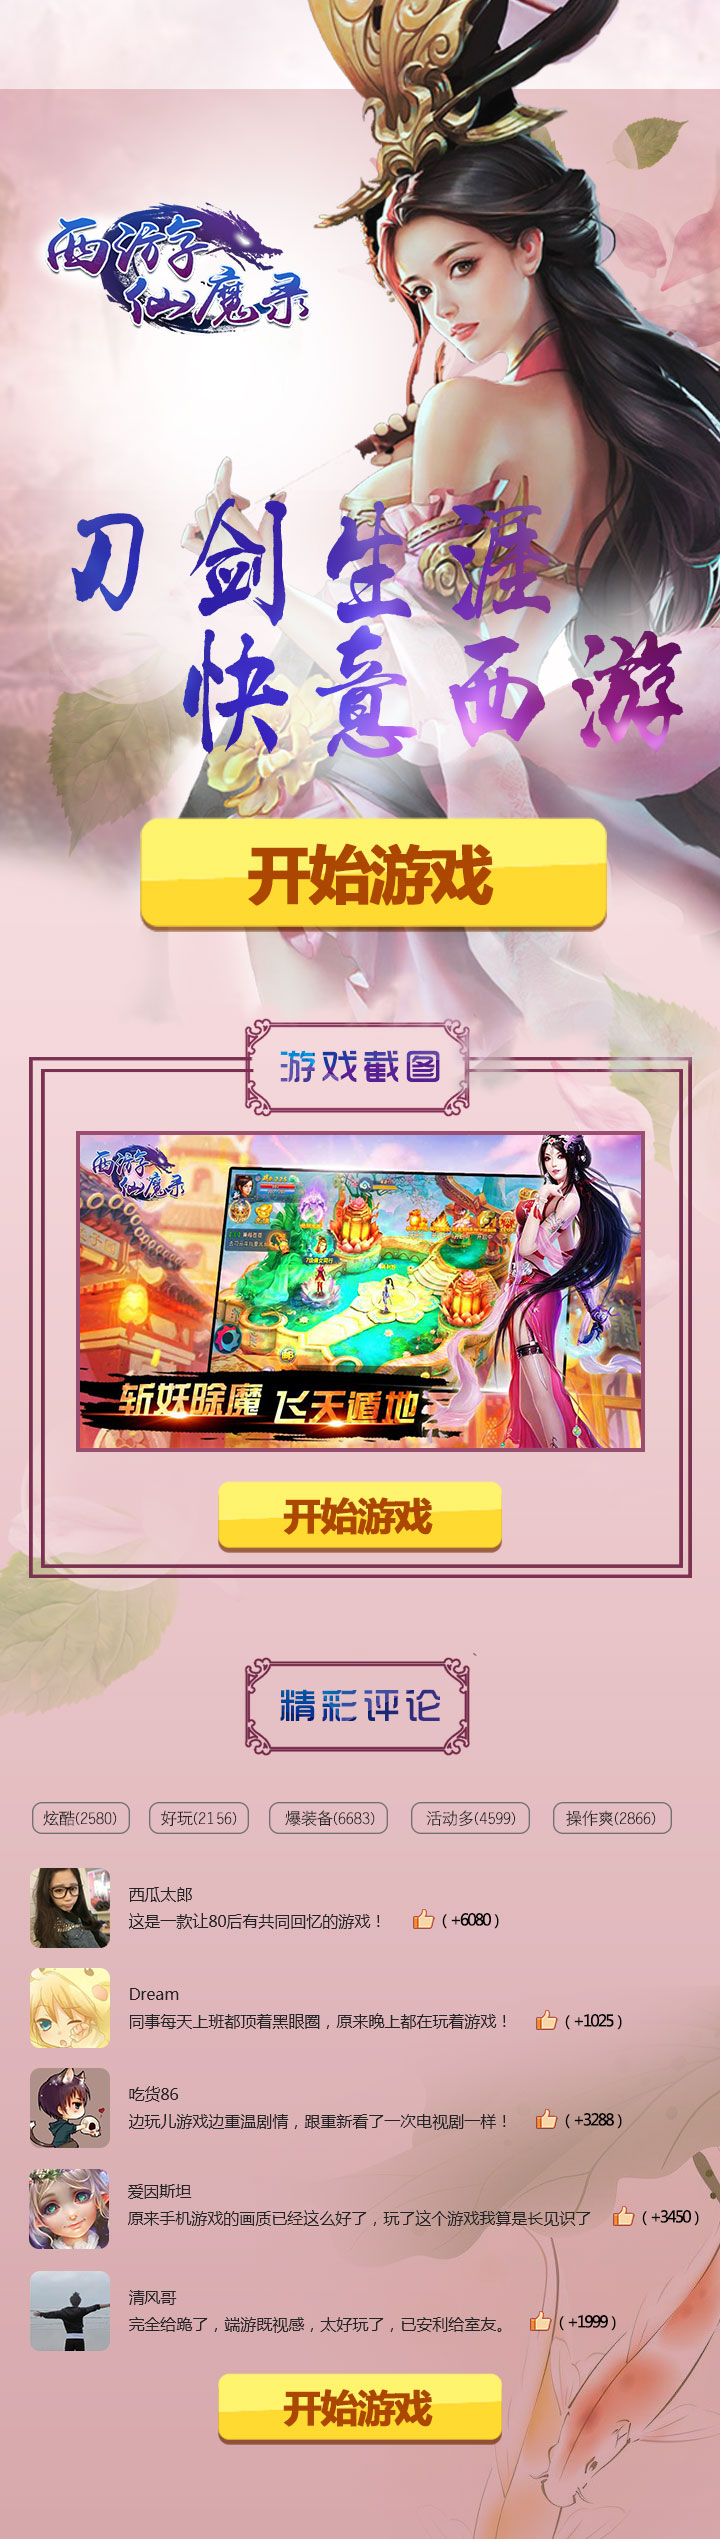 西游
仙魔录
刀剑生涯
快意西游
开始游戏
游戏截图
西游
仙魔录
斩妖除魔 飞天遁地
开始游戏
精彩评论
炫酷(2580) 好玩(2156) 爆装备(6683) 活动多(4599) 操作爽(2866)
西瓜太郎
这是一款让80后有共同回忆的游戏！ (+6080)
Dream
同事每天上班都顶着黑眼圈，原来晚上都在玩着游戏！ (+1025)
吃货86
边玩儿游戏边重温剧情，跟重新看了一次电视剧一样！ (+3288)
爱因斯坦
原来手机游戏的画质已经这么好了，玩了这个游戏我算是长见识了 (+3450)
清风哥
完全给跪了，端游既视感，太好玩了，已安利给室友。 (+1999)
开始游戏